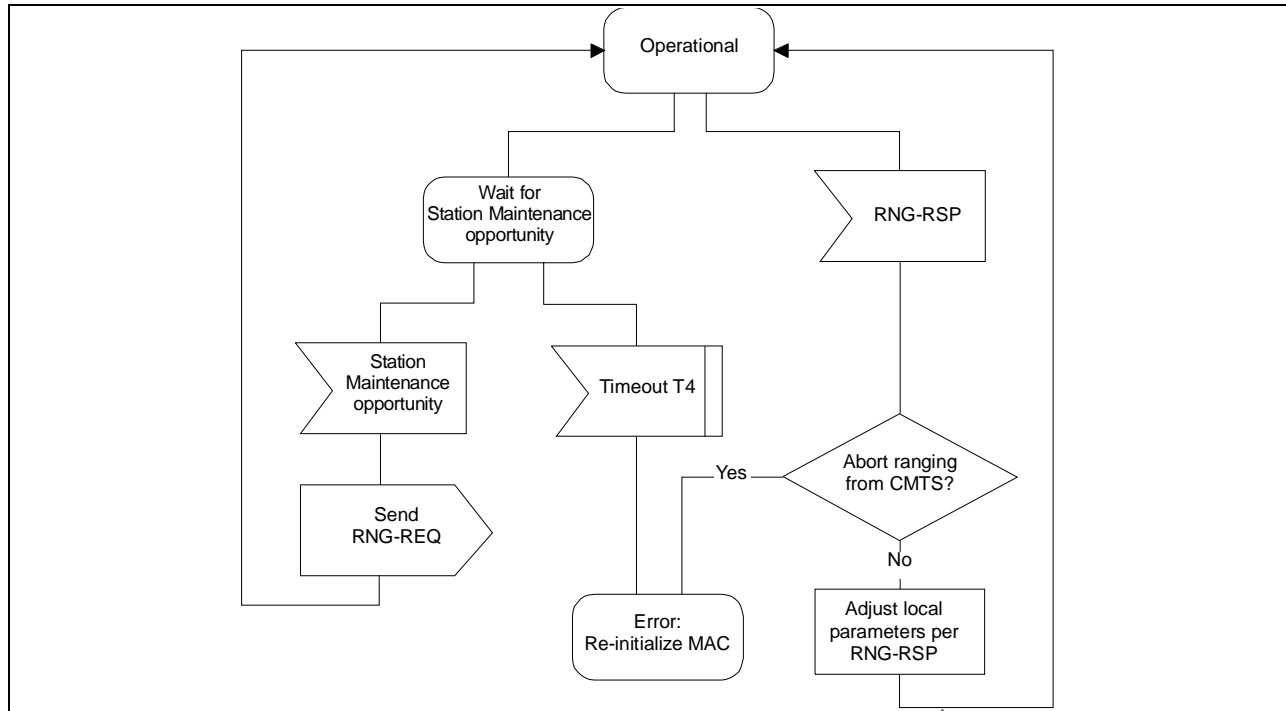 Operational
Wait for
Station Maintenance
opportunity
RNG-RSP
Station
Maintenance
opportunity
Timeout T4
Yes
Abort ranging
from CMTS?
Send
RNG-REQ
No
Error:
Re-initialize MAC
Adjust local
parameters per
RNG-RSP